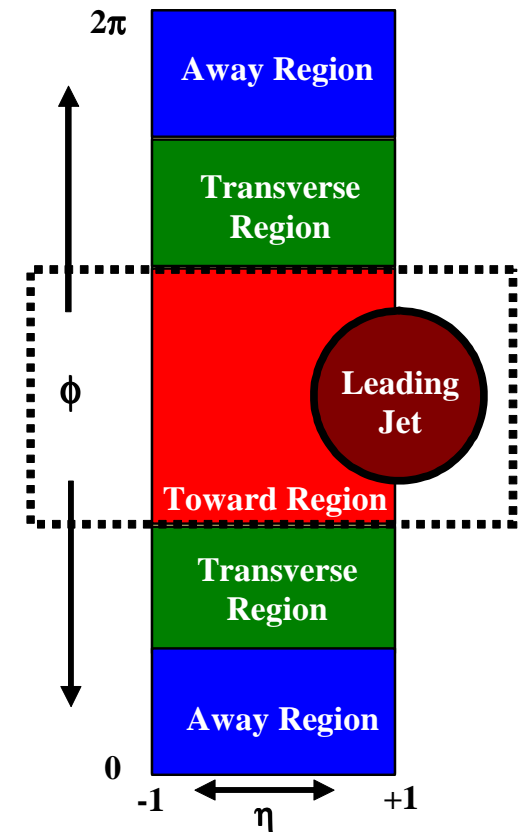 2π
Away Region
Transverse
Region
ϕ
Leading
Jet
Toward Region
Transverse
Region
Away Region
0
-1
+1
η